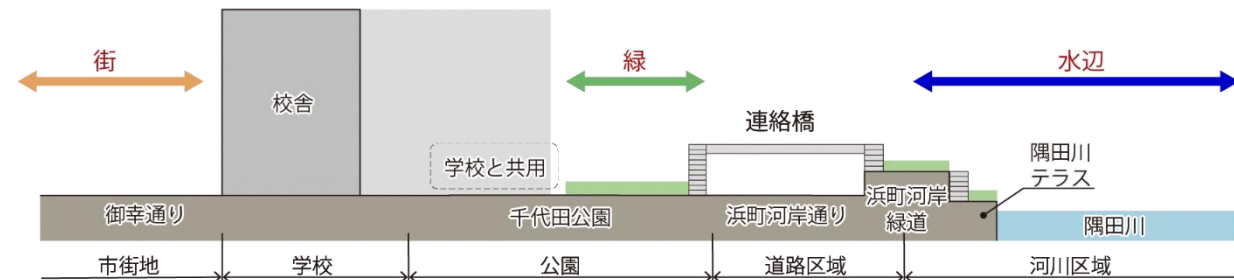 街
緑
水辺
校舎
連絡橋
学校と共用
隅田川
テラス
御幸通り
千代田公園
浜町河岸通り
浜町河岸
緑道
隅田川
市街地
学校
公園
道路区域
河川区域